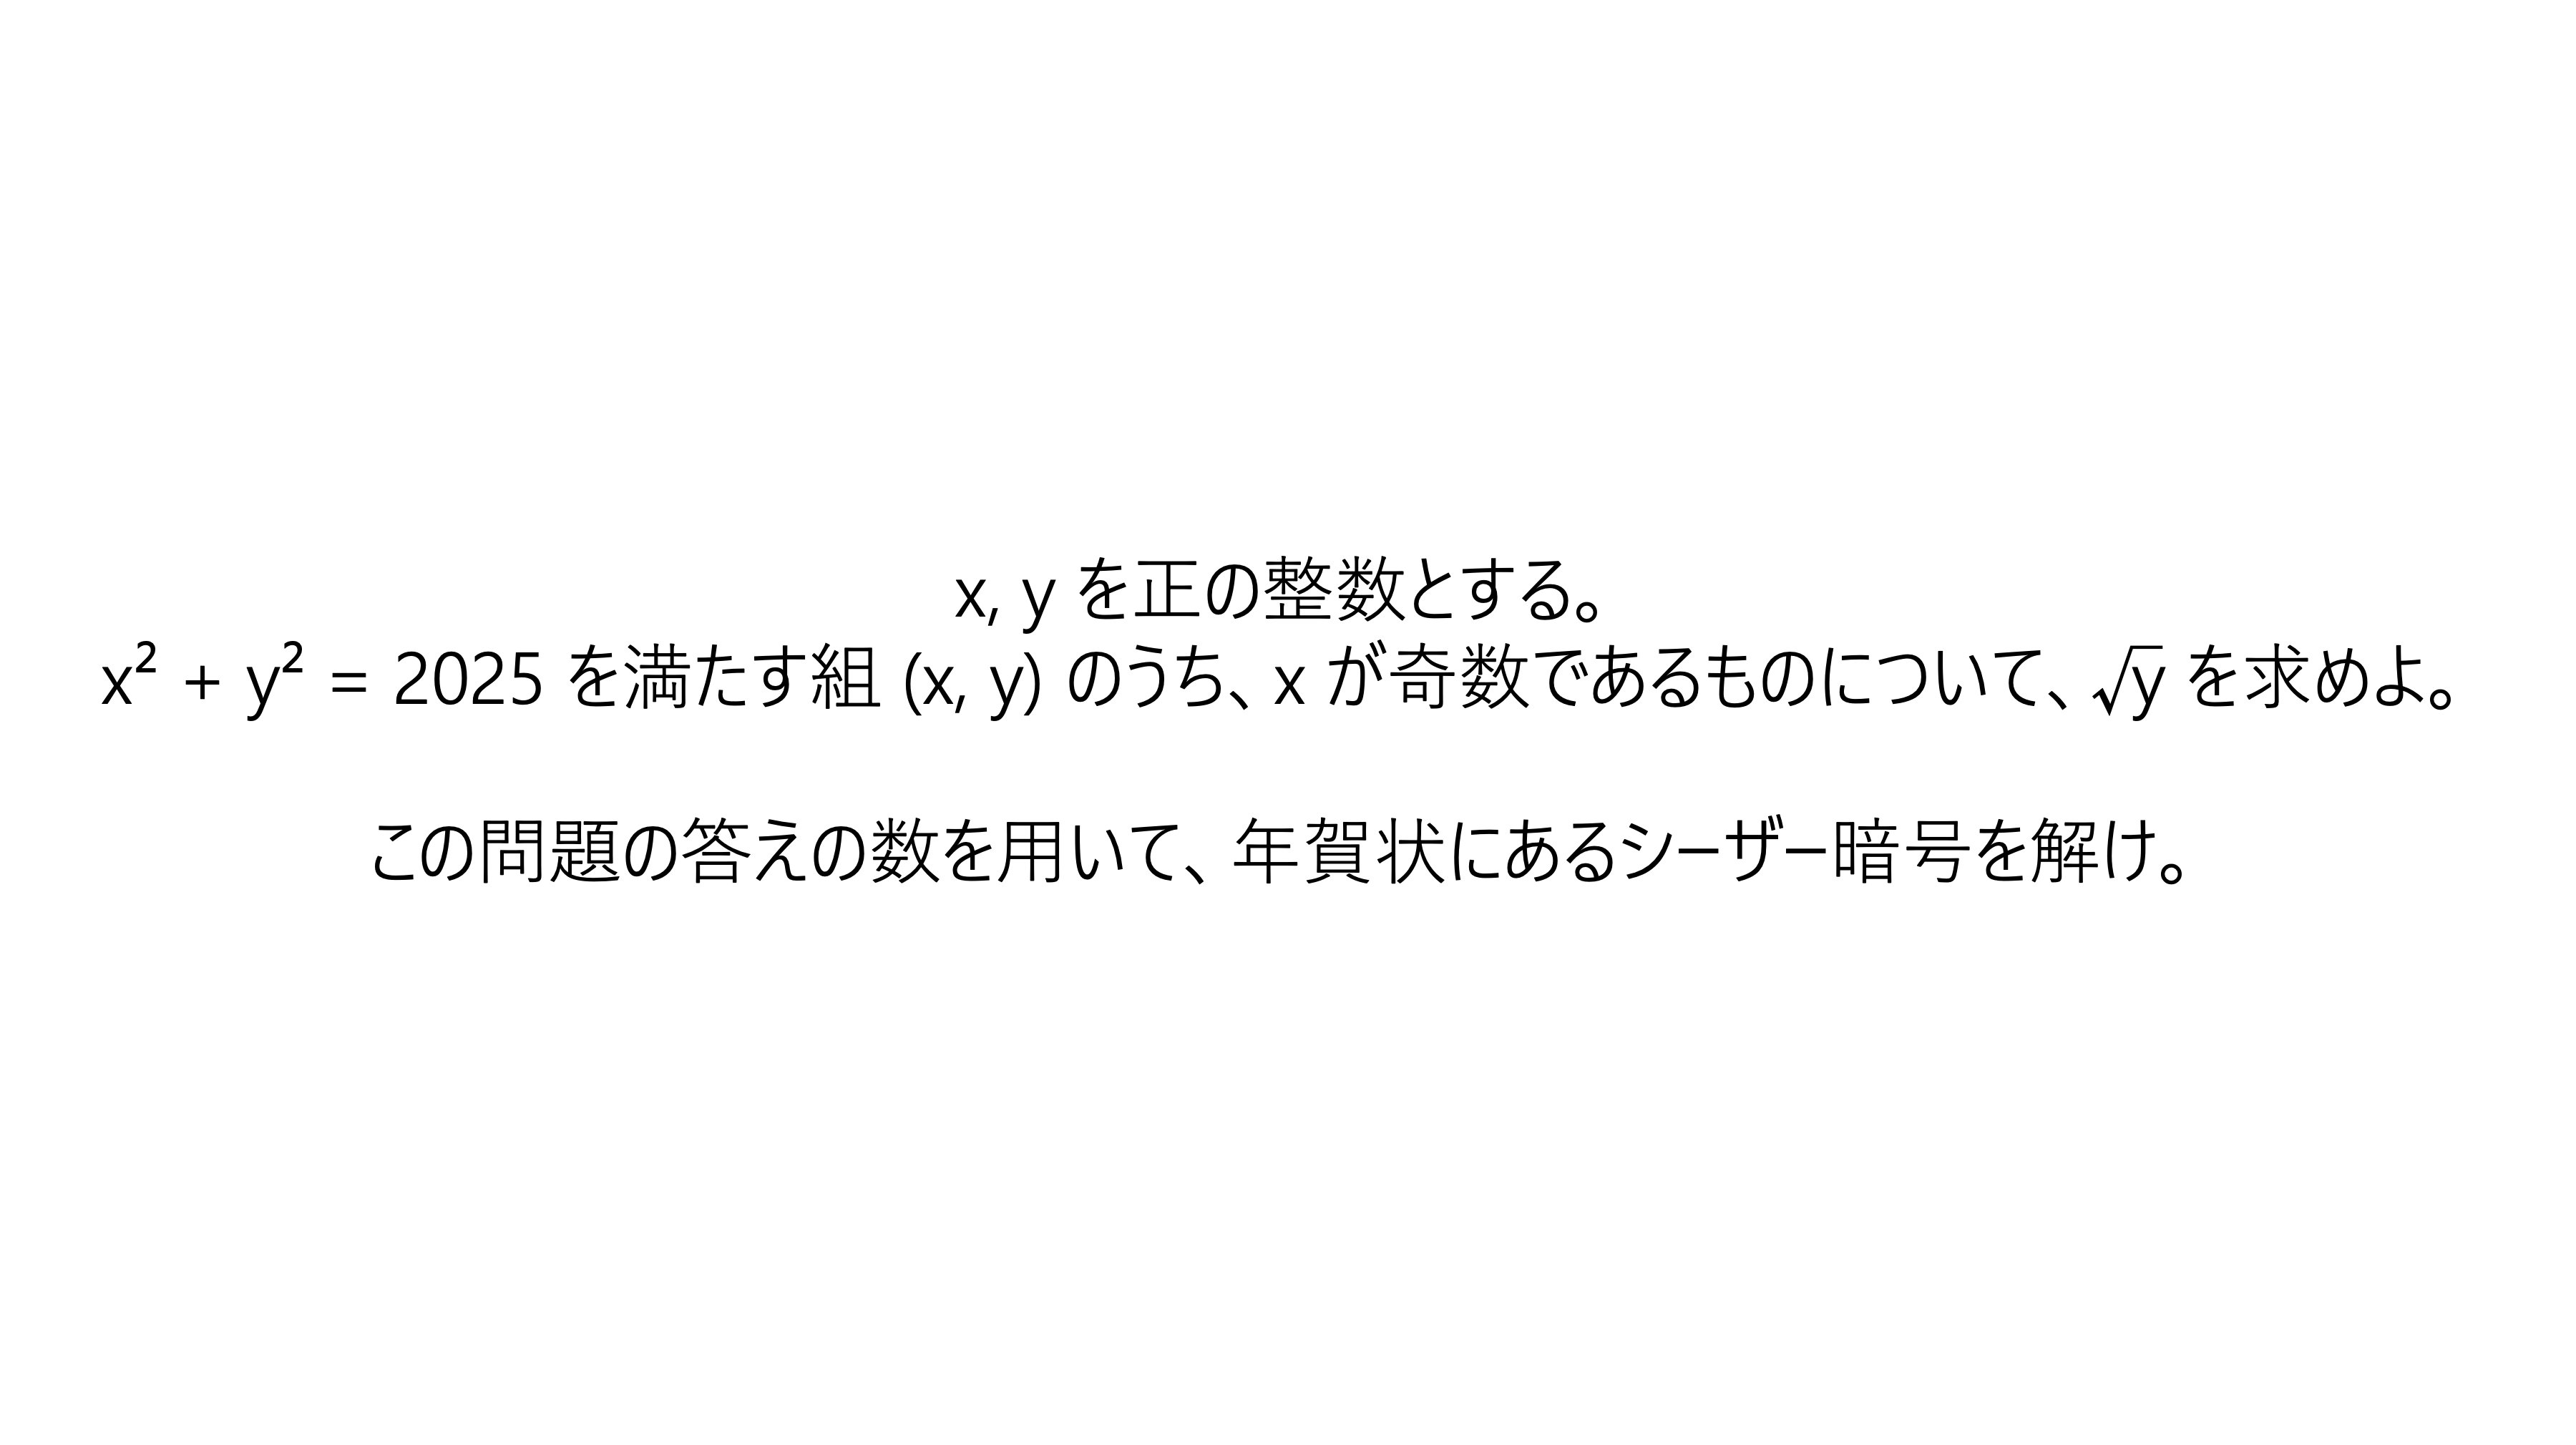 x, y を正の整数とする。
x² + y² = 2025 を満たす組 (x, y) のうち、x が奇数であるものについて、√y を求めよ。
この問題の答えの数を用いて、年賀状にあるシーザー暗号を解け。